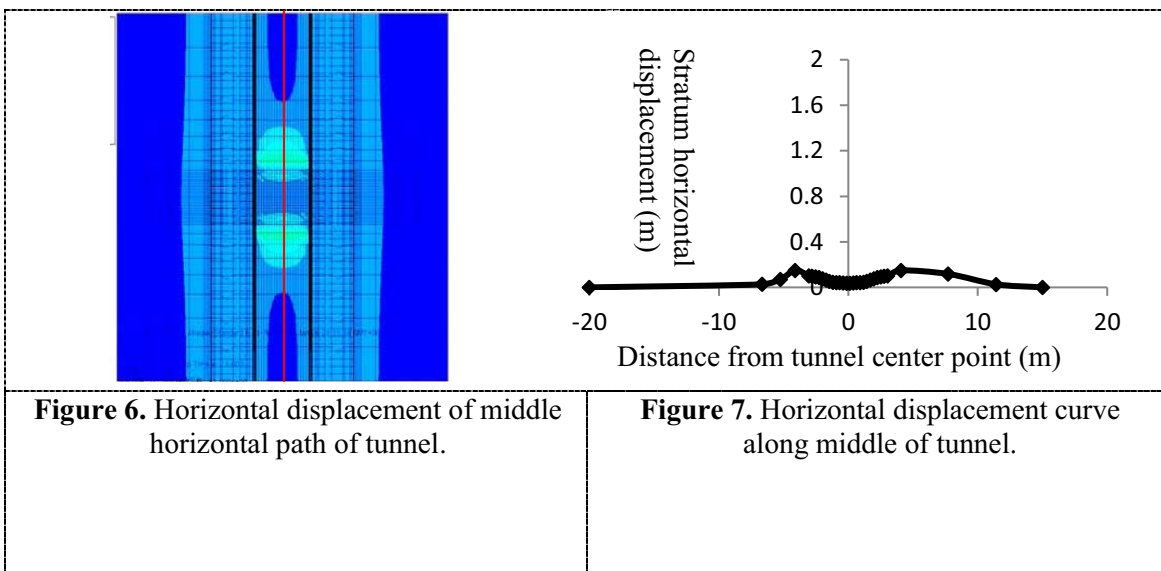 Stratum horizontal
displacement (m)
2
1.6
1.2
0.8
0.4
0
-20
-10
0
10
20
Distance from tunnel center point (m)
Figure 6. Horizontal displacement of middle
horizontal path of tunnel.
Figure 7. Horizontal displacement curve
along middle of tunnel.